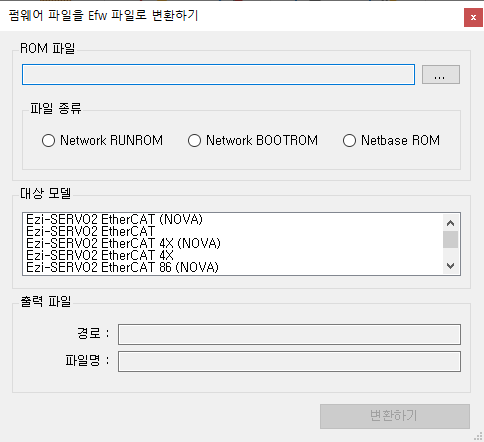 펌웨어 파일을 Efw 파일로 변환하기
x
ROM 파일
...
파일 종류
Network RUNROM
Network BOOTROM
Netbase ROM
대상 모델
Ezi-SERVO2 EtherCAT (NOVA)
Ezi-SERVO2 EtherCAT
Ezi-SERVO2 EtherCAT 4X (NOVA)
Ezi-SERVO2 EtherCAT 4X
Ezi-SERVO2 EtherCAT 86 (NOVA)
출력 파일
경로 :
파일명 :
변환하기